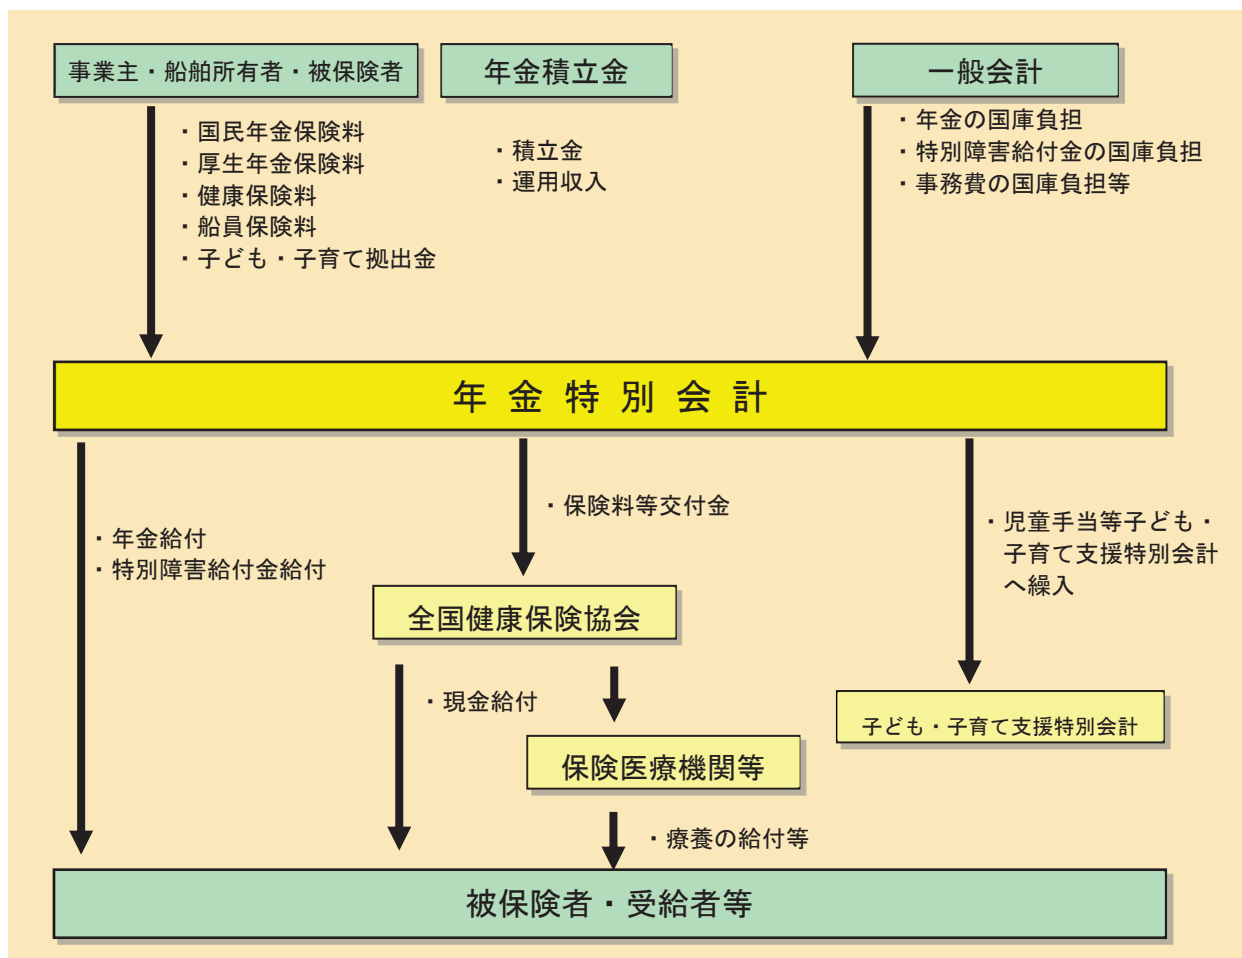 事業主・船舶所有者・被保険者
年金積立金
一般会計
・国民年金保険料
・厚生年金保険料
・健康保険料
・船員保険料
・子ども・子育て拠出金
・積立金
・運用収入
・年金の国庫負担
・特別障害給付金の国庫負担
・事務費の国庫負担等
年金特別会計
・年金給付
・特別障害給付金給付
・保険料等交付金
・児童手当等子ども・
子育て支援特別会計
へ繰入
全国健康保険協会
・現金給付
子ども・子育て支援特別会計
保険医療機関等
・療養の給付等
被保険者・受給者等